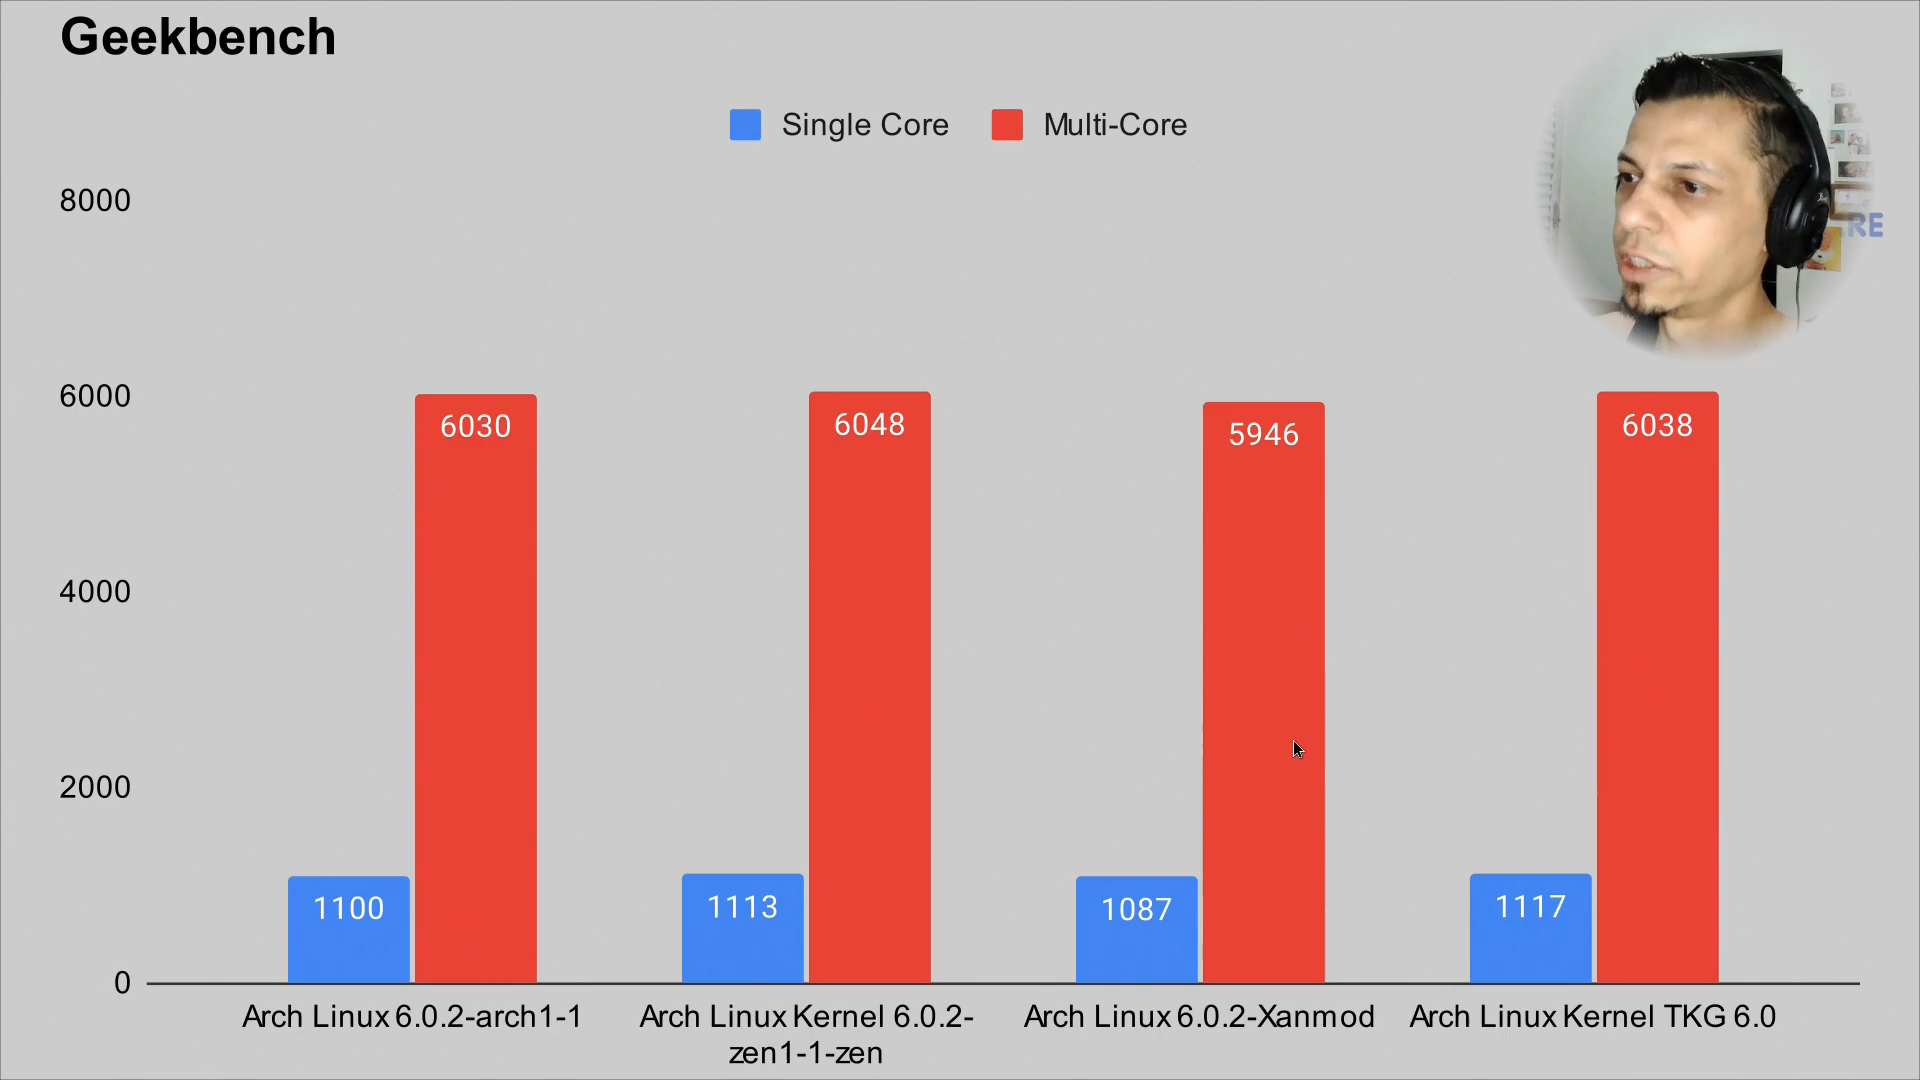 Geekbench
Single Core Multi-Core
8000
6000
4000
2000
0
6030
6048
5946
6038
1100
1113
1087
1117
Arch Linux 6.0.2-arch1-1
Arch Linux Kernel 6.0.2-
zen1-1-zen
Arch Linux 6.0.2-Xanmod
Arch Linux Kernel TKG 6.0
RE